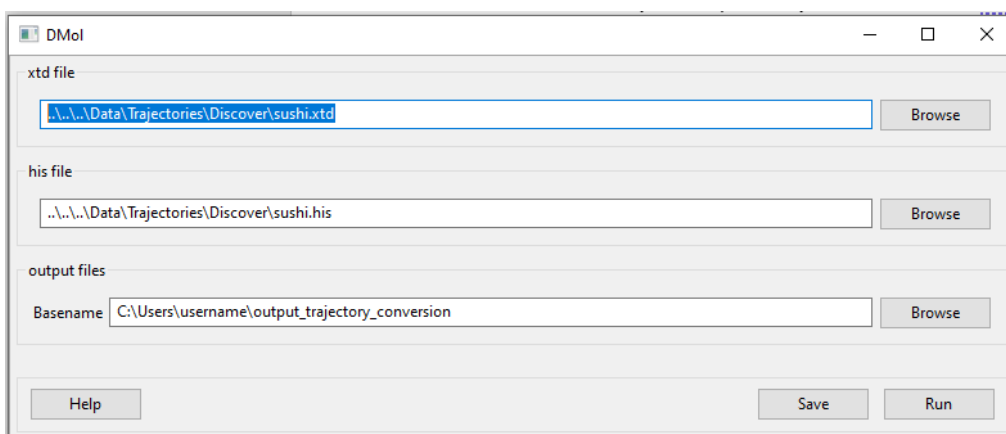 DMol
xtd file
..\..\..\Data\Trajectories\Discover\sushi.xtd
Browse
his file
..\..\..\Data\Trajectories\Discover\sushi.his
Browse
output files
Basename C:\Users\username\output_trajectory_conversion
Browse
Help
Save
Run